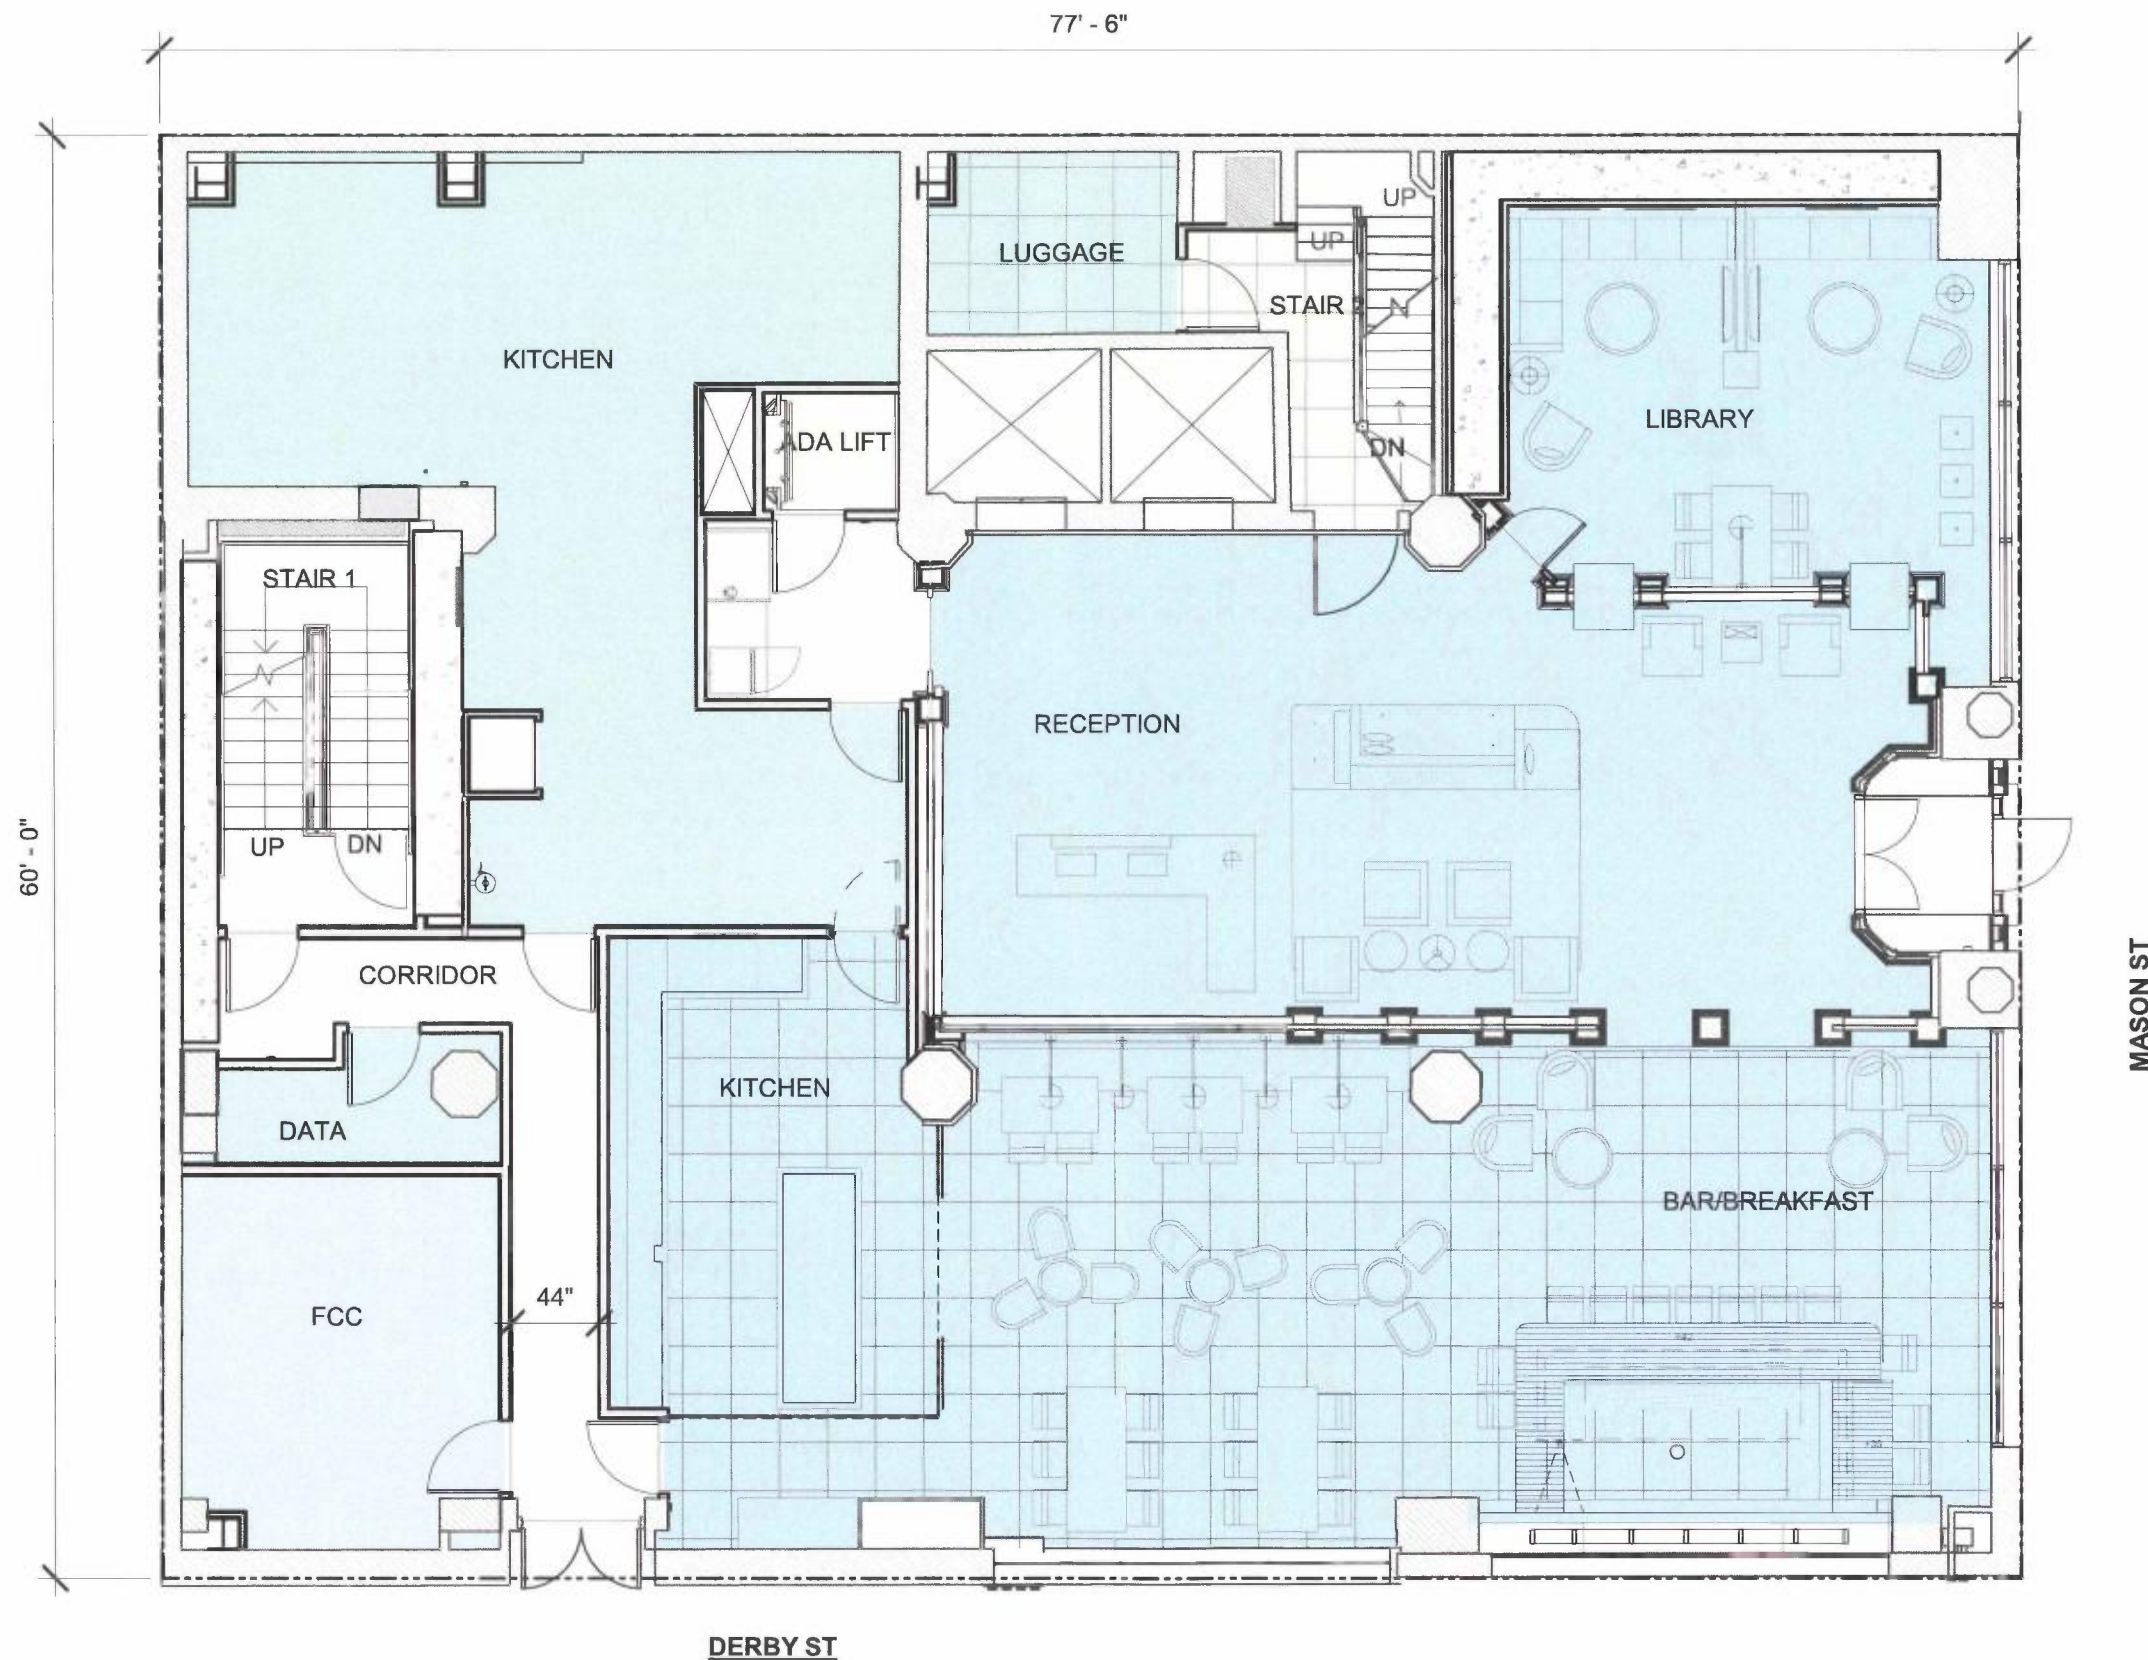 77' - 6"
UP
LUGGAGE
UP
STAIR
KITCHEN
LIBRARY
ADA LIFT
DN
STAIR 1
RECEPTION
60' - 0"
UP
DN
CORRIDOR
MASON ST
KITCHEN
DATA
BAR/BREAKFAST
44"
FCC
DERBY ST